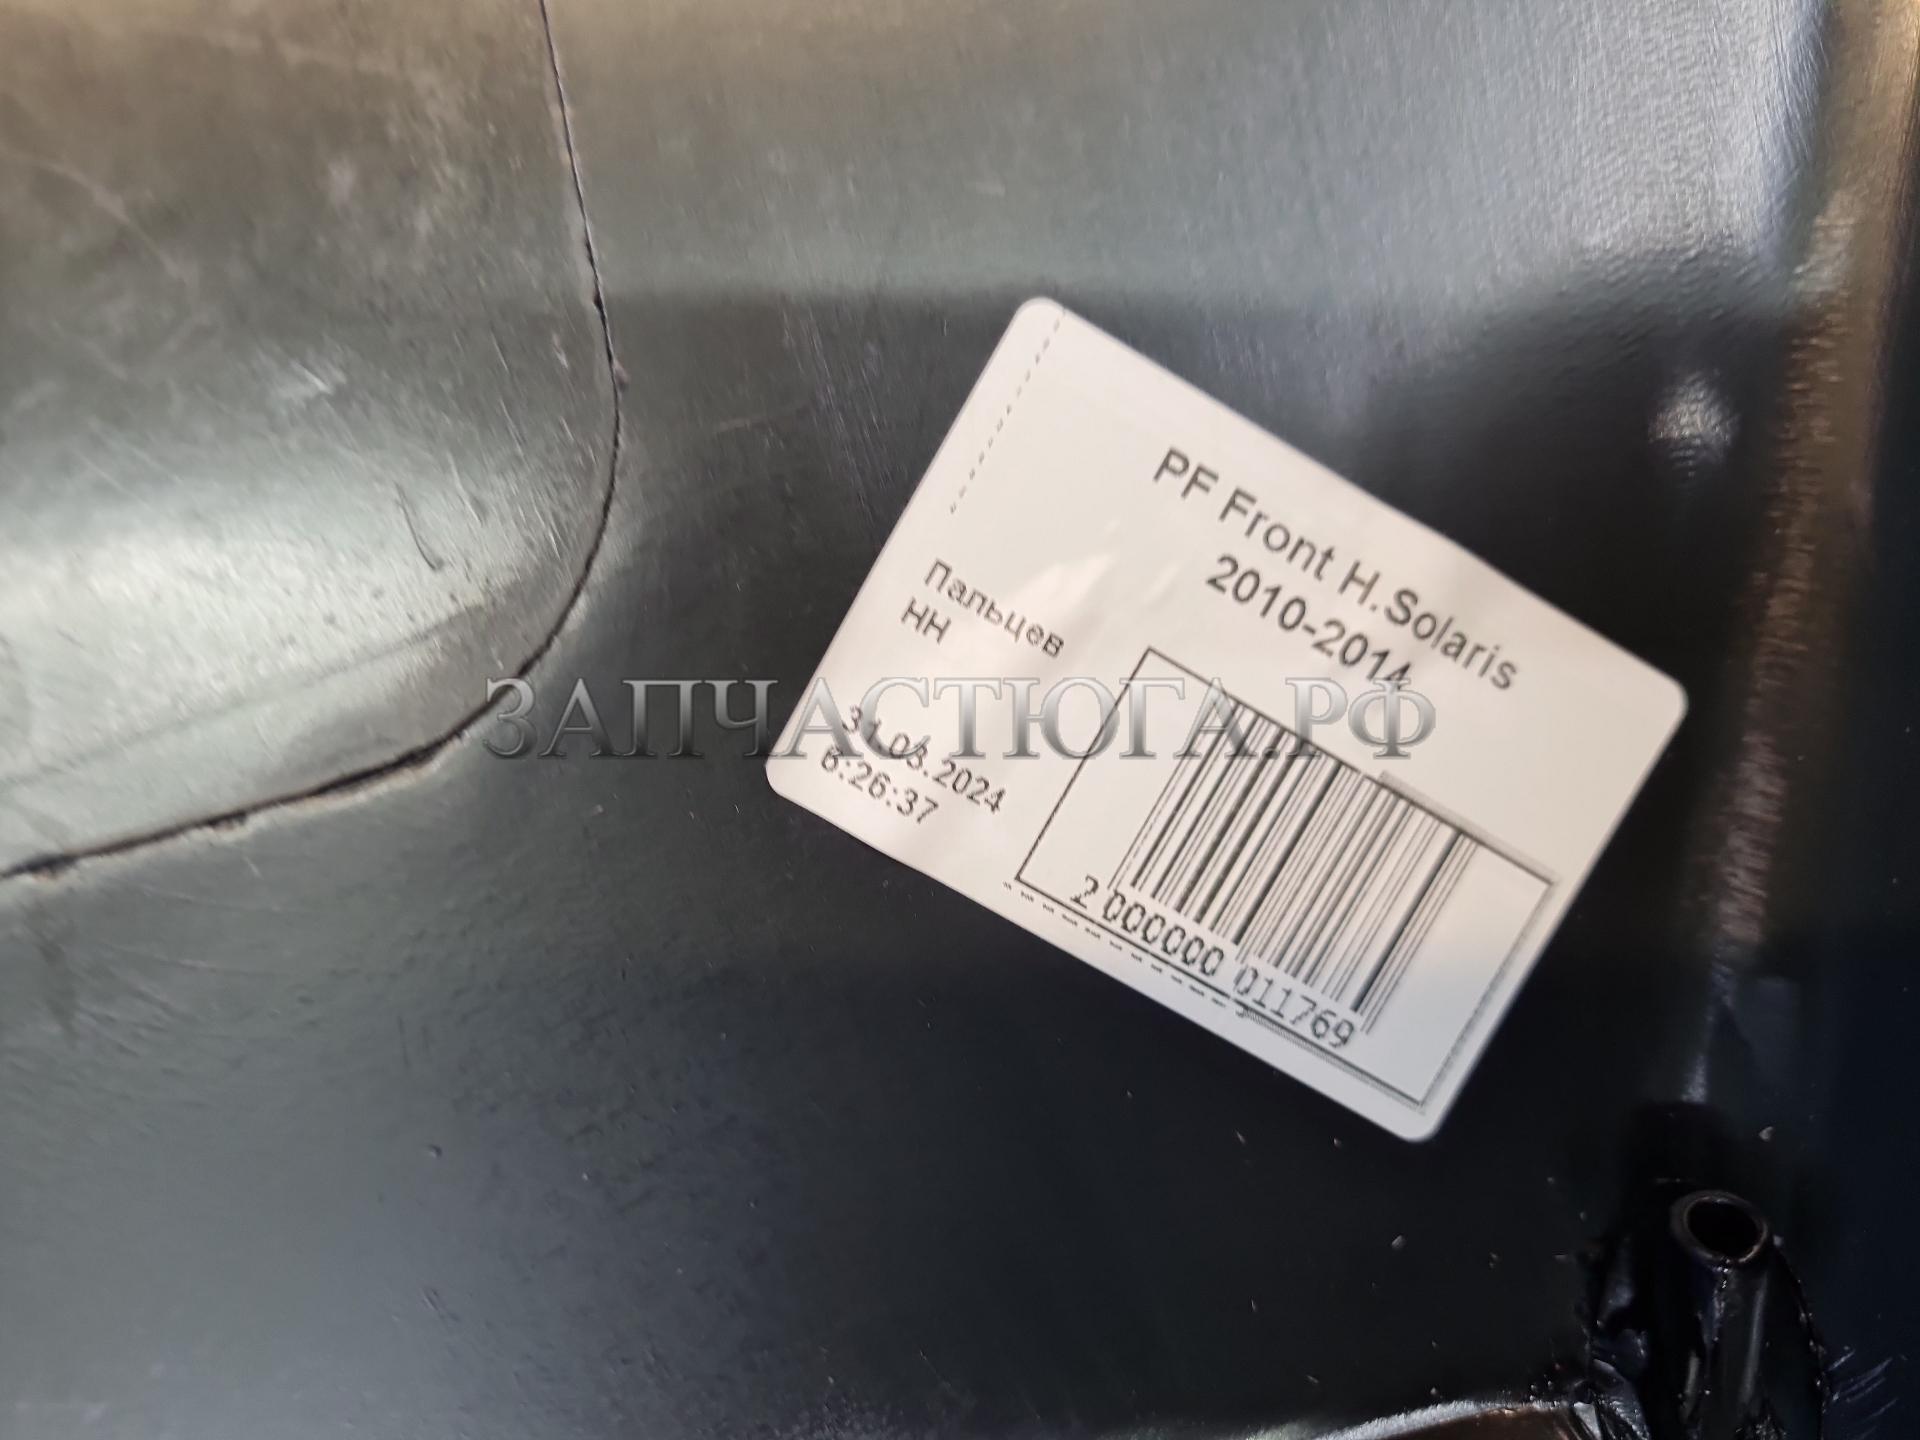 PF Front H.Solaris
2010-2014
Пальцев
НН
31.08.2024
6:26:37
2 000000 011769
ЗАПЧАСТЮГА.РФ